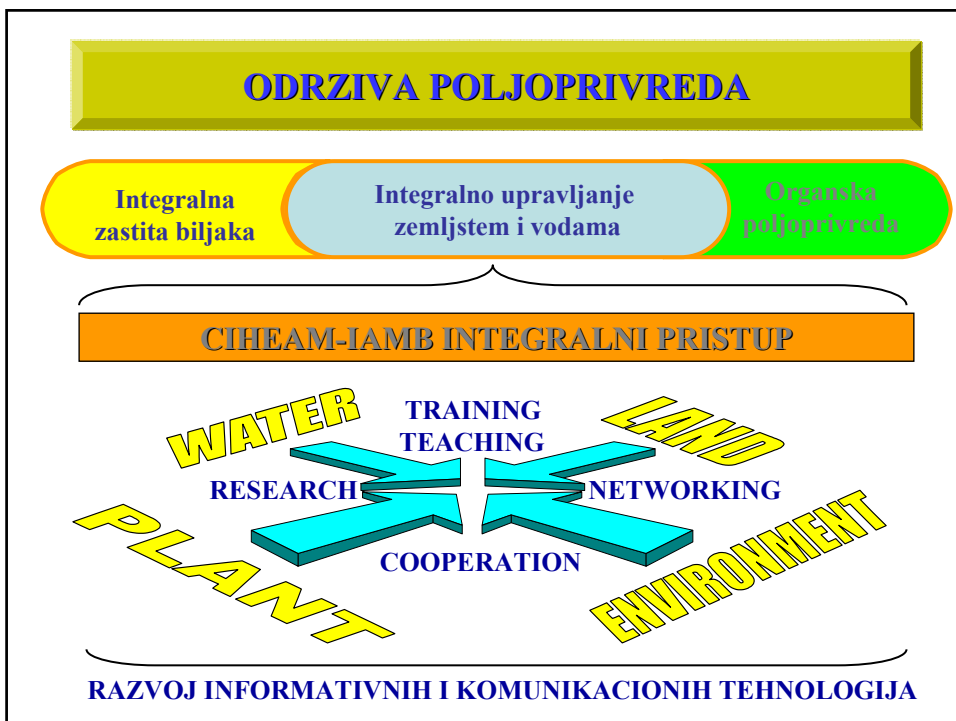 ODRZIVA POLJOPRIVREDA
Integralna
zastita biljaka
Integralno upravljanje
zemljstem i vodama
Organska
poljoprivreda
CIHEAM-IAMB INTEGRALNI PRISTUP
WATER
TRAINING
TEACHING
LAND
RESEARCH
NETWORKING
PLANT
COOPERATION
ENVIRONMENT
RAZVOJ INFORMATIVNIH I KOMUNIKACIONIH TEHNOLOGIJA